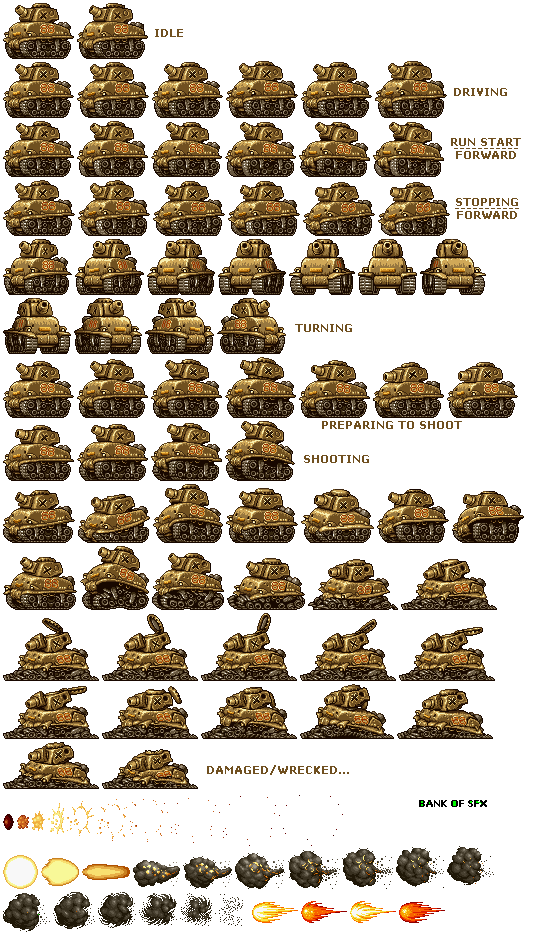 IDLE
DRIVING
RUN START
FORWARD
STOPPING
FORWARD
TURNING
PREPARING TO SHOOT
SHOOTING
DAMAGED/WRECKED...
BANK OF SFX